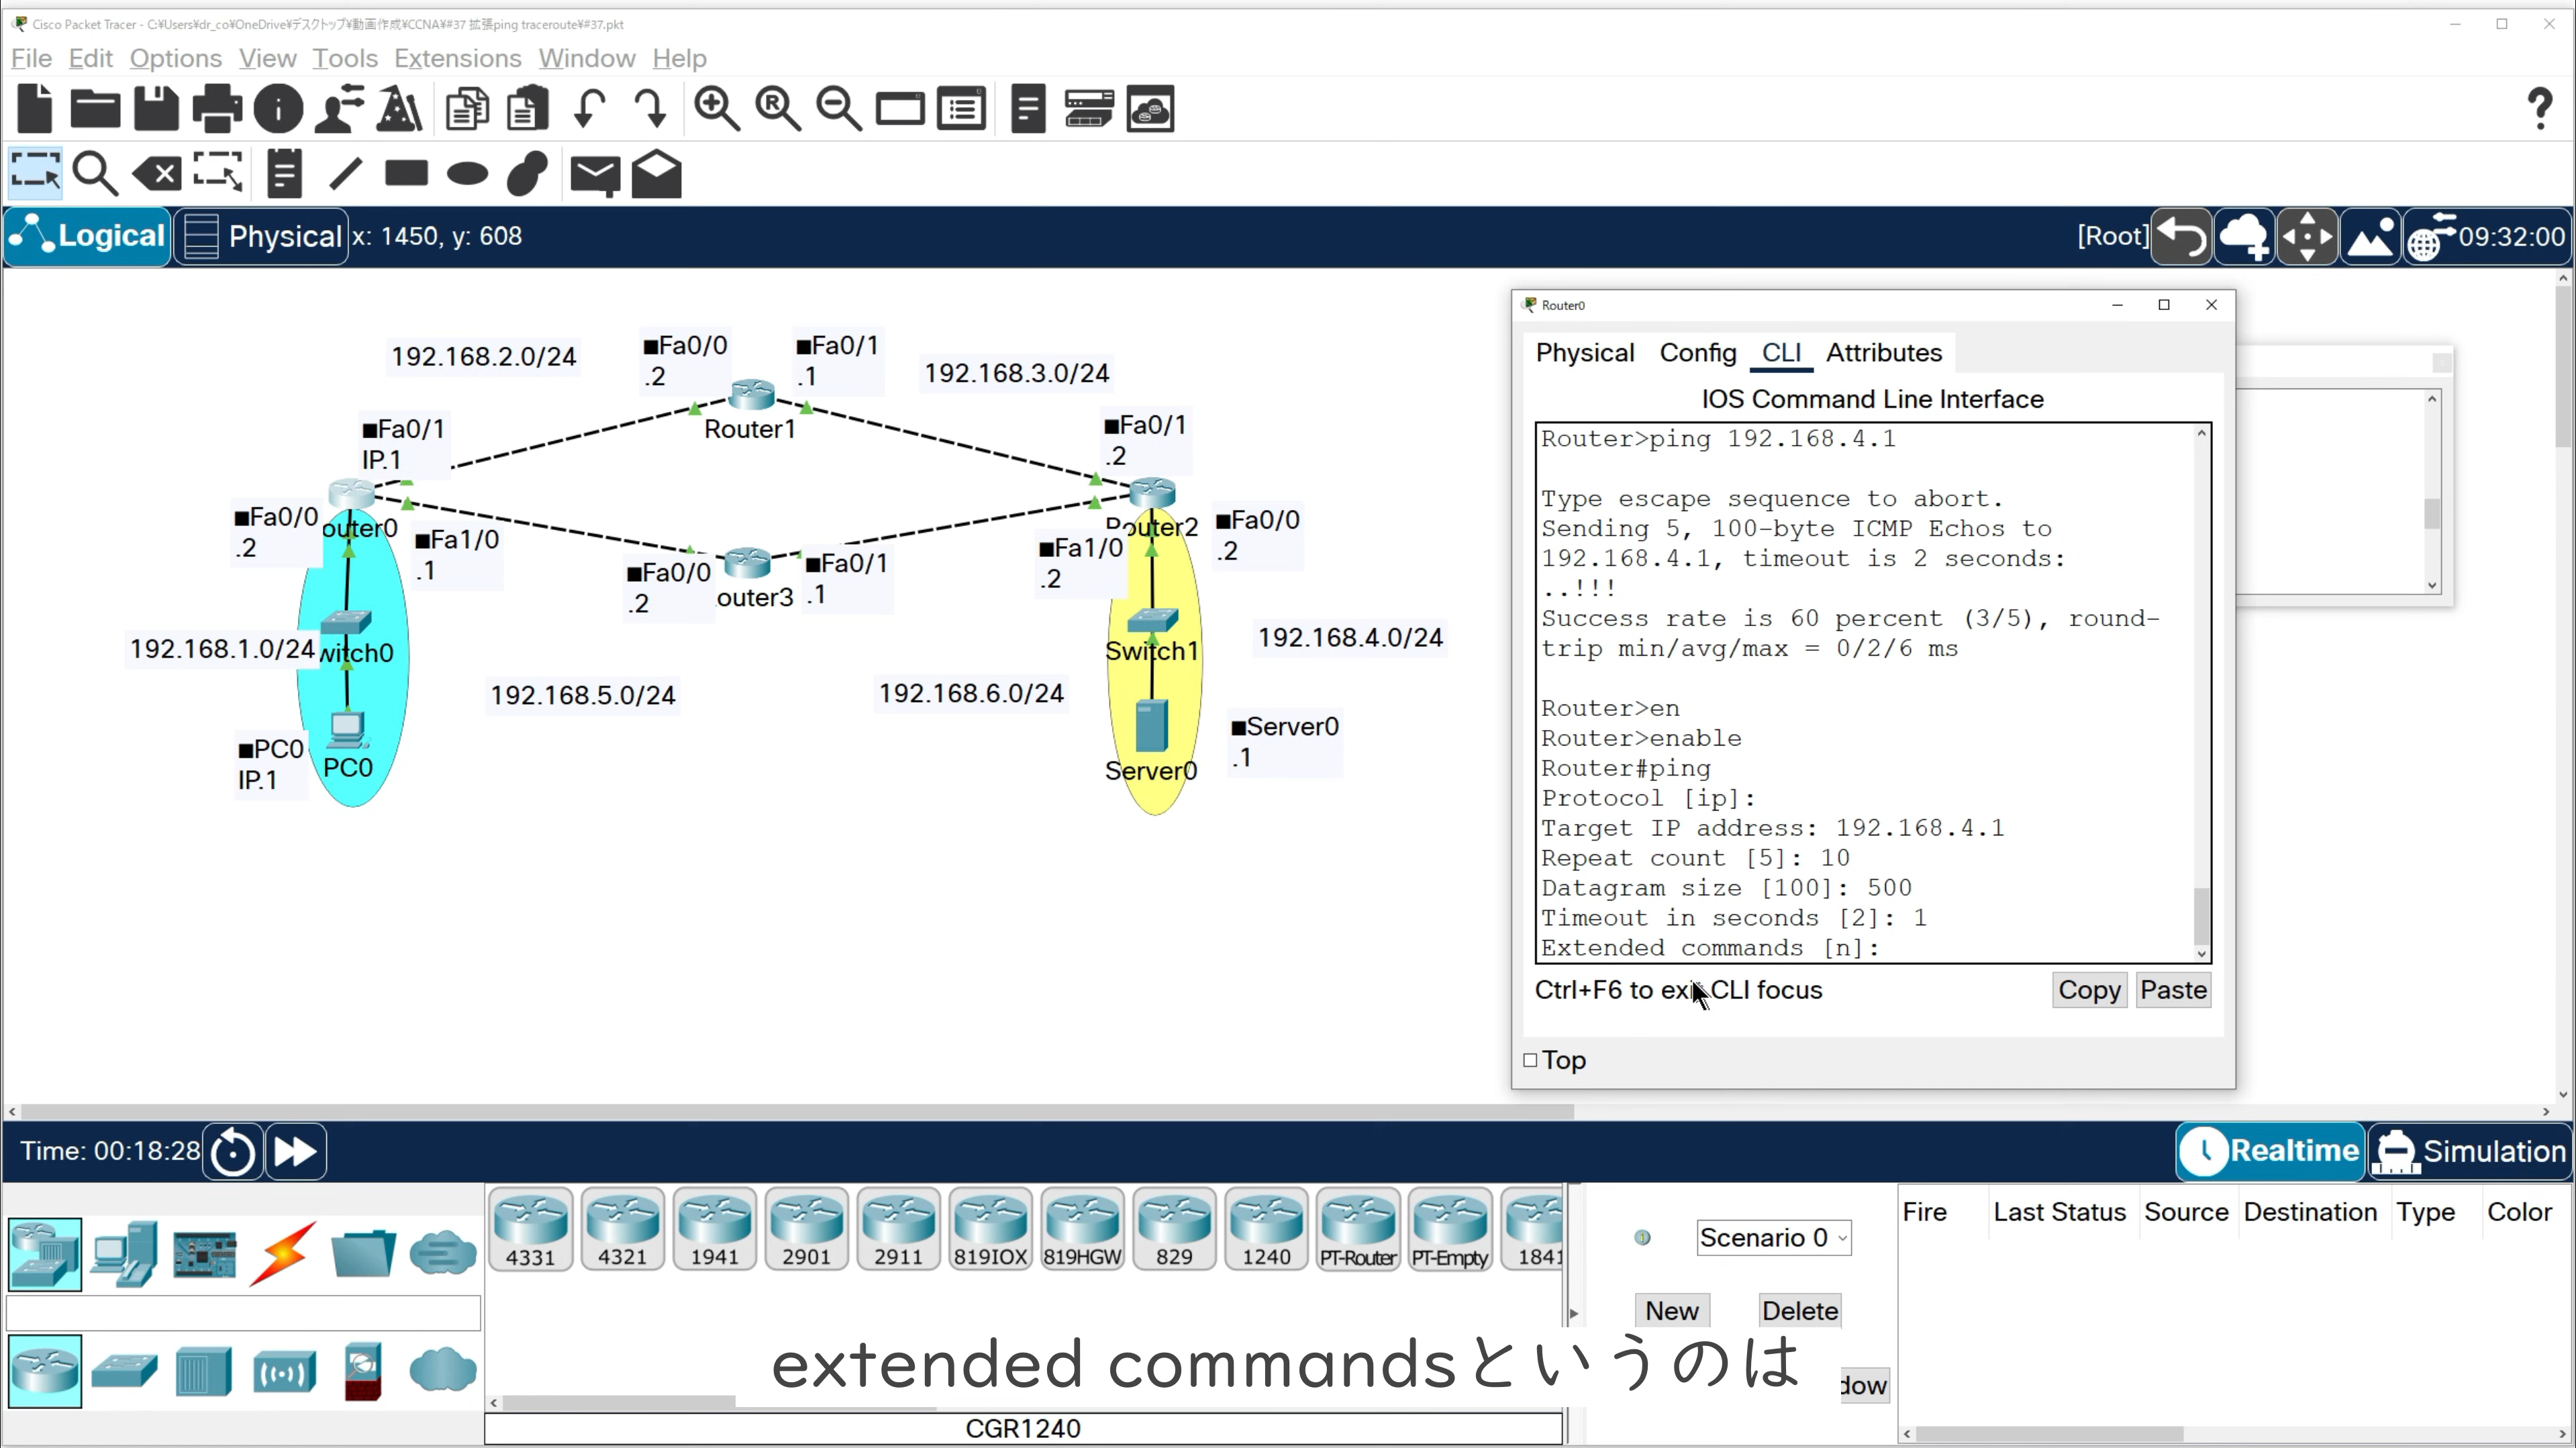 Cisco Packet Tracer - C:¥Users¥dr_co¥OneDrive¥デスクトップ¥動画作成¥CCNA¥#37 拡張ping traceroute¥#37.pkt
File Edit Options View Tools Extensions Window Help
Logical Physical x: 1450, y: 608 [Root] 09:32:00
192.168.2.0/24
■Fa0/0
.2
■Fa0/1
.1
192.168.3.0/24
Router1
■Fa0/1
IP.1
■Fa0/1
.2
■Fa0/0
.2
outer0
■Fa1/0
.1
■Fa0/0
.2
outer3
■Fa0/1
.1
■Fa1/0
.2
Router2
■Fa0/0
.2
192.168.1.0/24
witch0
Switch1
192.168.4.0/24
192.168.5.0/24
192.168.6.0/24
■PC0
IP.1
PC0
Server0
■Server0
.1
Router0
Physical Config CLI Attributes
IOS Command Line Interface
Router>ping 192.168.4.1
Type escape sequence to abort.
Sending 5, 100-byte ICMP Echos to
192.168.4.1, timeout is 2 seconds:
..!!!
Success rate is 60 percent (3/5), round-
trip min/avg/max = 0/2/6 ms
Router>en
Router>enable
Router#ping
Protocol [ip]:
Target IP address: 192.168.4.1
Repeat count [5]: 10
Datagram size [100]: 500
Timeout in seconds [2]: 1
Extended commands [n]:
Ctrl+F6 to exit CLI focus
Copy Paste
Top
Time: 00:18:28
Realtime Simulation
4331 4321 1941 2901 2911 819IOX 819HGW 829 1240 PT-Router PT-Empty 1841
Scenario 0
New Delete
dow
Fire Last Status Source Destination Type Color
extended commandsというのは
CGR1240